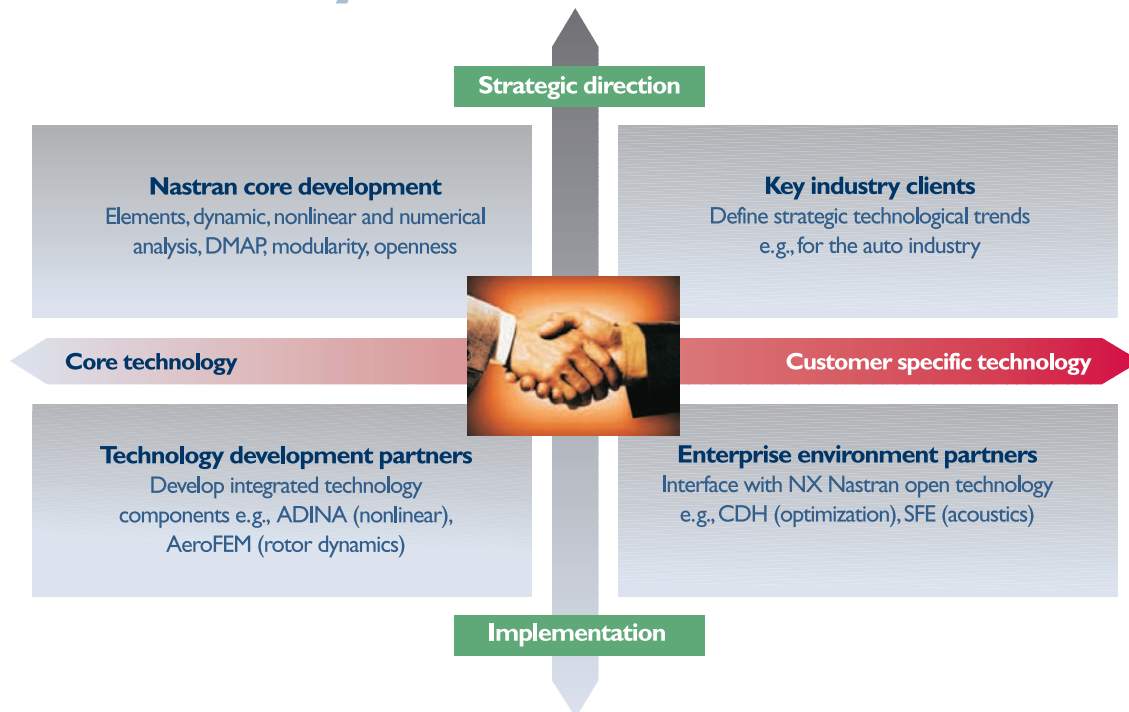 Strategic direction
Nastran core development
Elements, dynamic, nonlinear and numerical
analysis, DMAP, modularity, openness
Key industry clients
Define strategic technological trends
e.g., for the auto industry
Core technology
Customer specific technology
Technology development partners
Develop integrated technology
components e.g., ADINA (nonlinear),
AeroFEM (rotor dynamics)
Enterprise environment partners
Interface with NX Nastran open technology
e.g., CDH (optimization), SFE (acoustics)
Implementation